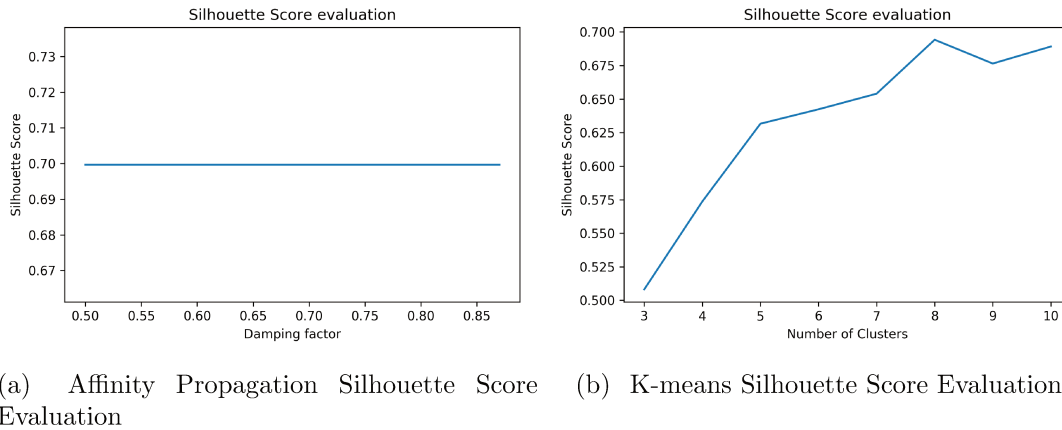 Silhouette Score evaluation
0.73
0.72
0.71
0.70
0.69
0.68
0.67
Silhouette Score
0.50 0.55 0.60 0.65 0.70 0.75 0.80 0.85
Damping factor
(a) Affinity Propagation Silhouette Score
Evaluation
Silhouette Score evaluation
0.700
0.675
0.650
0.625
0.600
0.575
0.550
0.525
0.500
Silhouette Score
3 4 5 6 7 8 9 10
Number of Clusters
(b) K-means Silhouette Score Evaluation